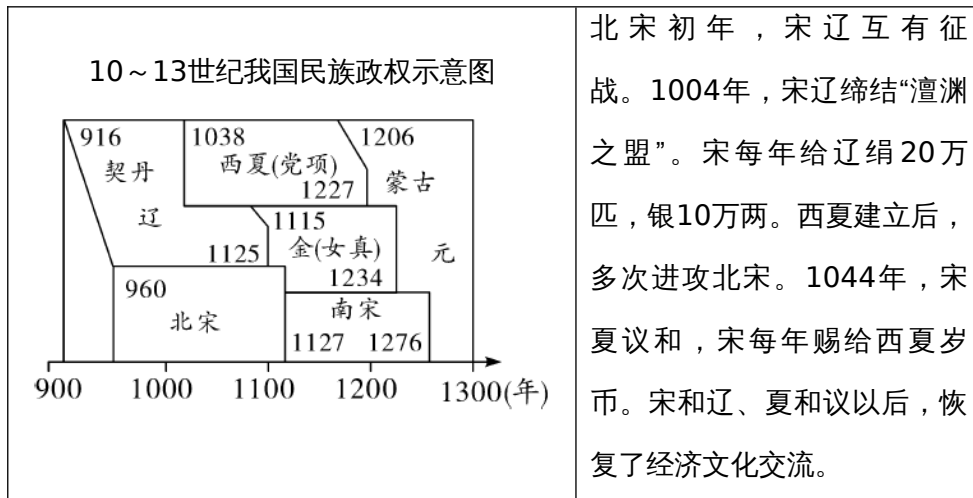 10～13世纪我国民族政权示意图
916
契丹
辽
1125
1038
西夏(党项)
1227
1206
蒙古
元
1115
金(女真)
1234
960
北宋
南宋
1127 1276
900 1000 1100 1200 1300(年)
北宋初年，宋辽互有征
战。1004年，宋辽缔结“澶渊
之盟”。宋每年给辽绢20万
匹，银10万两。西夏建立后，
多次进攻北宋。1044年，宋
夏议和，宋每年赐给西夏岁
币。宋和辽、夏和议以后，恢
复了经济文化交流。